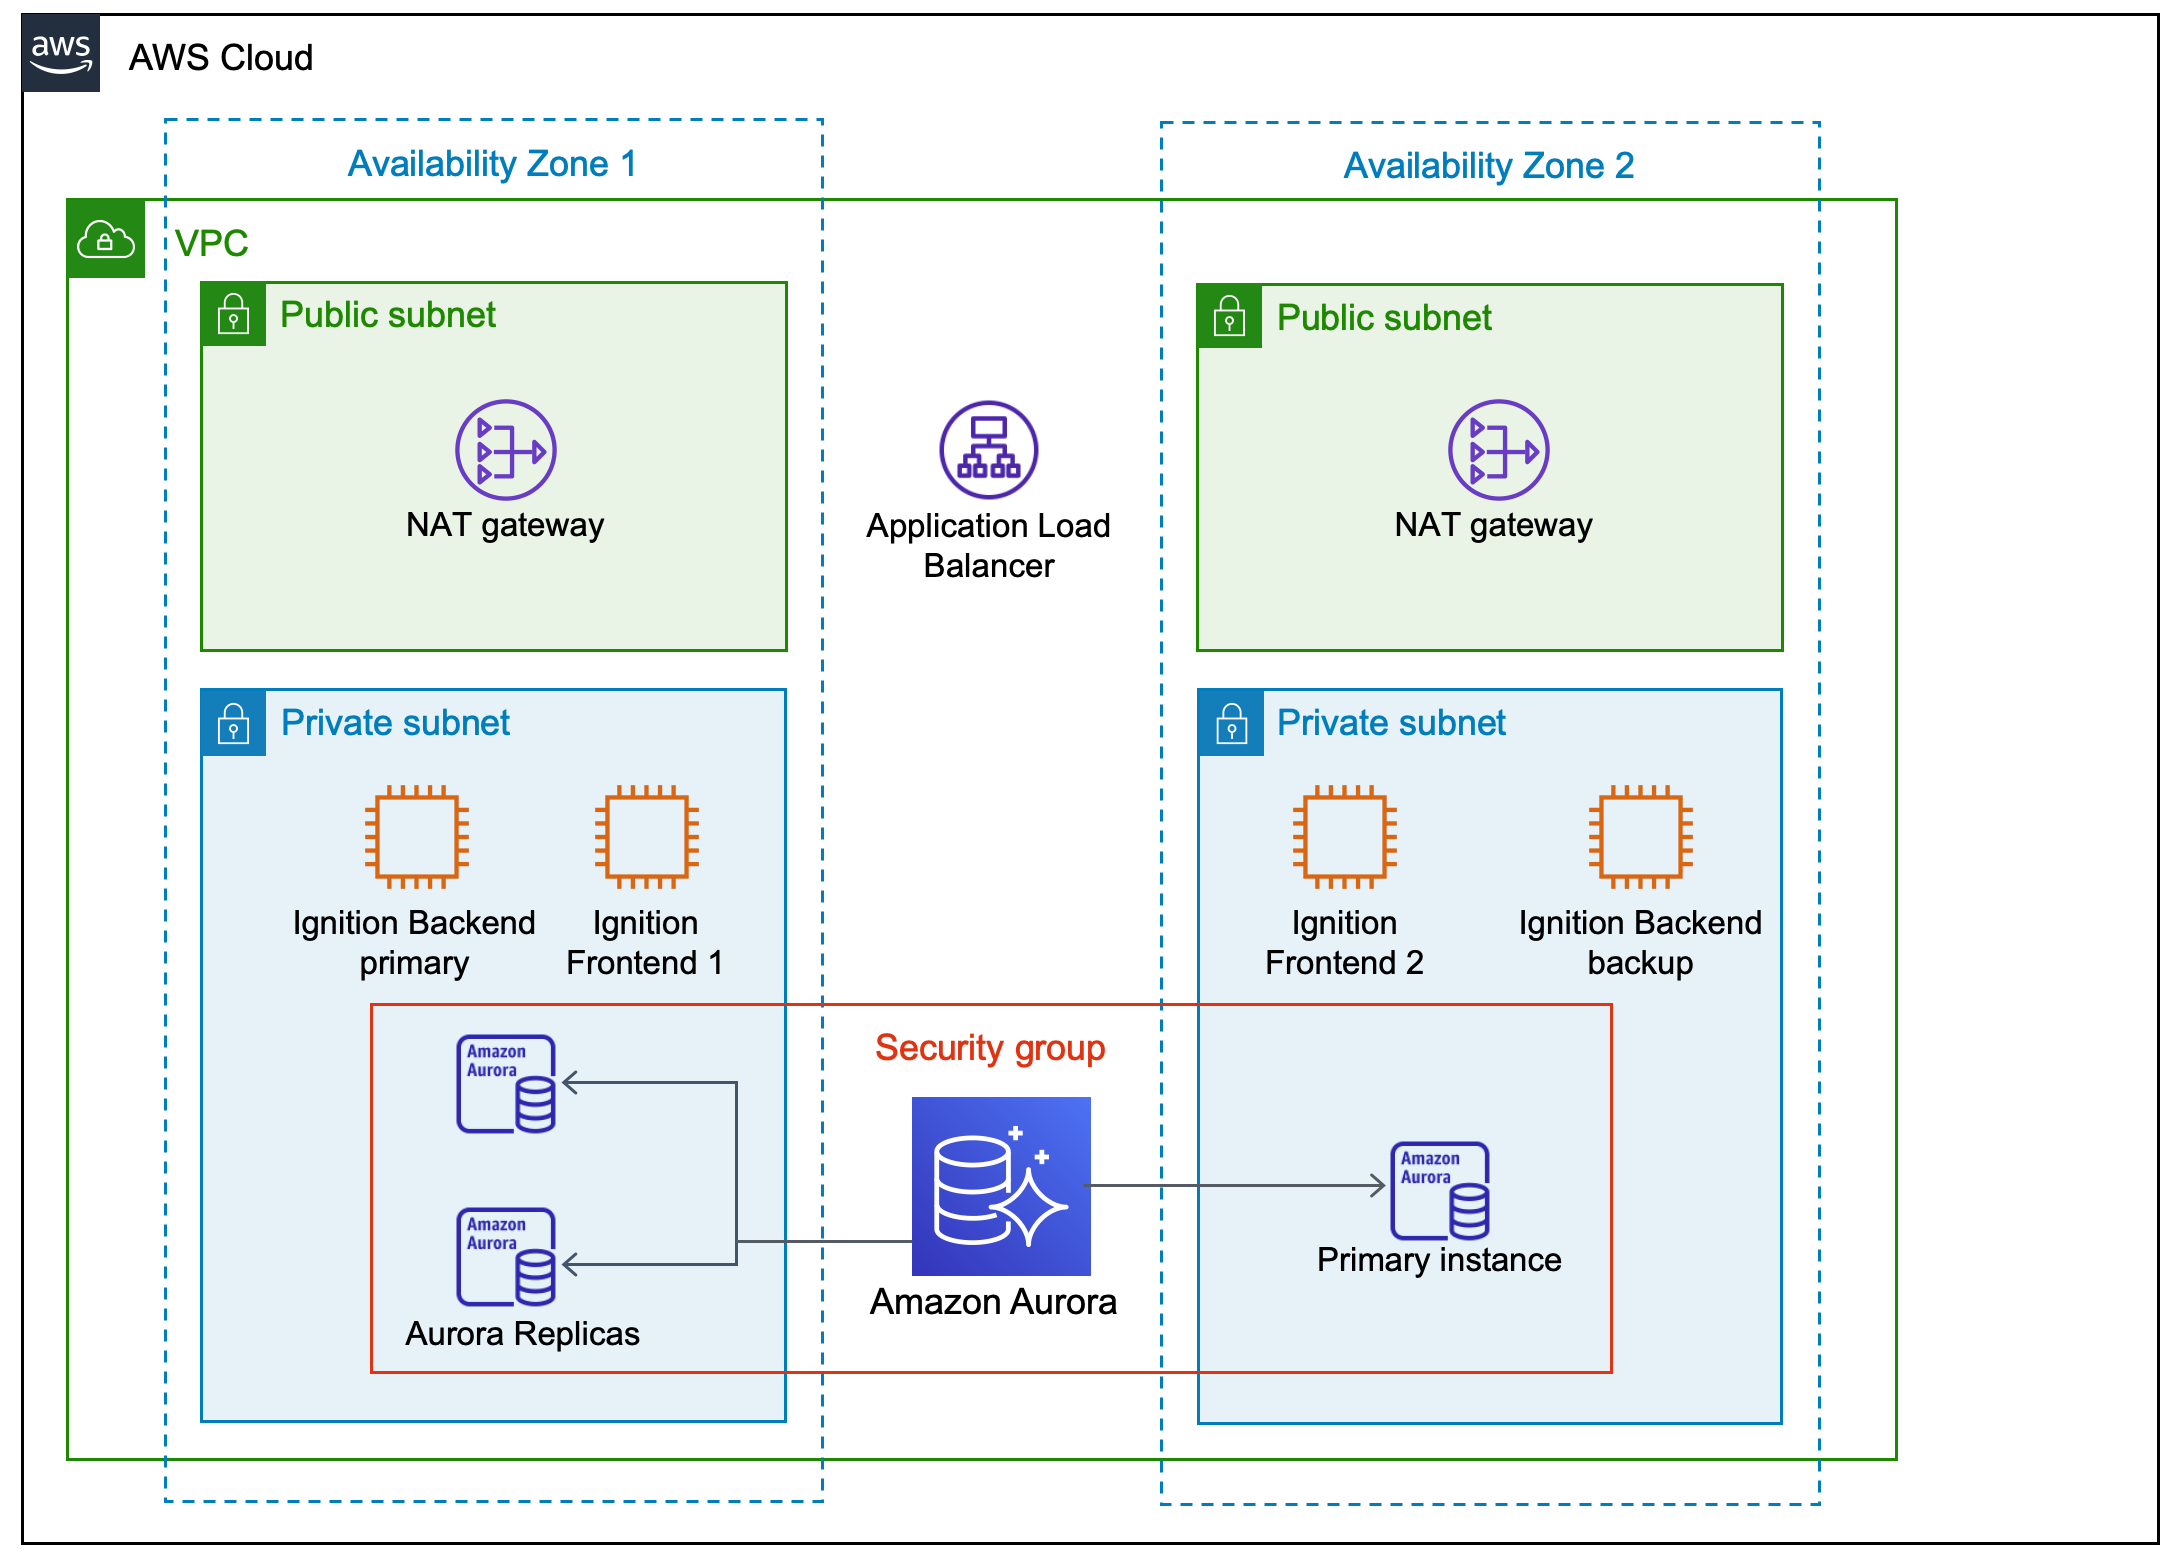 aws
AWS Cloud
Availability Zone 1
Availability Zone 2
VPC
Public subnet
Public subnet
NAT gateway
Application Load
Balancer
NAT gateway
Private subnet
Private subnet
Ignition Backend
primary
Ignition
Frontend 1
Ignition
Frontend 2
Ignition Backend
backup
Security group
Amazon
Aurora
Amazon
Aurora
Aurora Replicas
Amazon Aurora
Amazon
Aurora
Primary instance